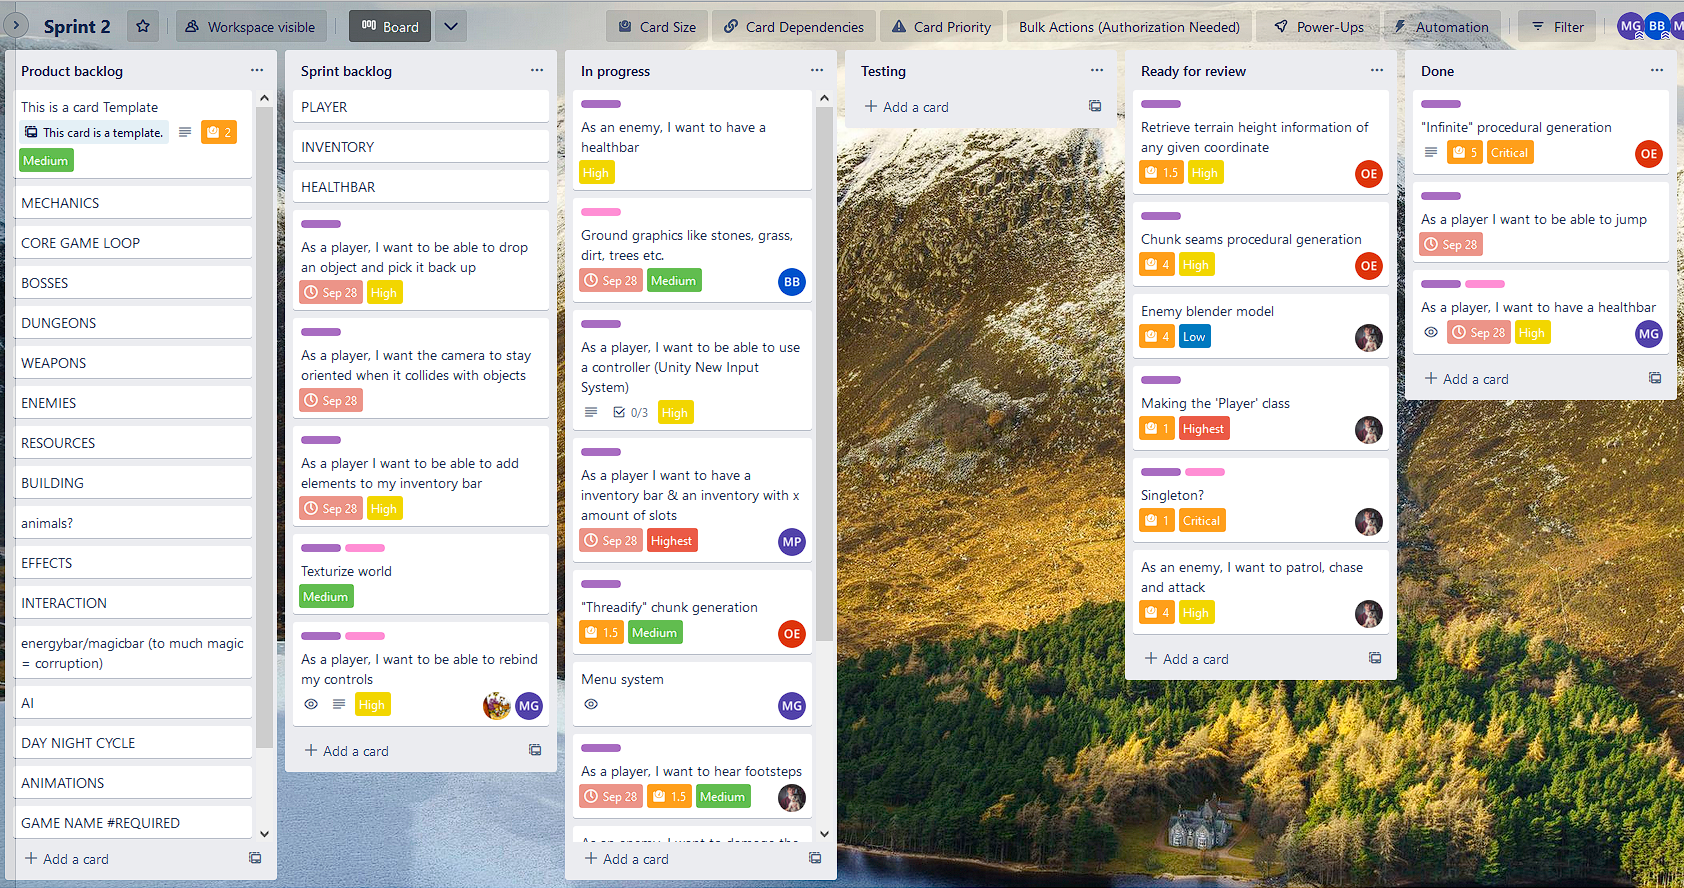 Sprint 2
Workspace visible
Board
Card Size
Card Dependencies
Card Priority
Bulk Actions (Authorization Needed)
Power-Ups
Automation
Filter
MG
BB
Product backlog
This is a card Template
This card is a template.
2
Medium
MECHANICS
CORE GAME LOOP
BOSSES
DUNGEONS
WEAPONS
ENEMIES
RESOURCES
BUILDING
animals?
EFFECTS
INTERACTION
energybar/magicbar (to much magic
= corruption)
AI
DAY NIGHT CYCLE
ANIMATIONS
GAME NAME #REQUIRED
Add a card
Sprint backlog
PLAYER
INVENTORY
HEALTHBAR
As a player, I want to be able to drop
an object and pick it back up
Sep 28 High
As a player, I want the camera to stay
oriented when it collides with objects
Sep 28
As a player I want to be able to add
elements to my inventory bar
Sep 28 High
Texturize world
Medium
As a player, I want to be able to rebind
my controls
High MG
Add a card
In progress
As an enemy, I want to have a
healthbar
High
Ground graphics like stones, grass,
dirt, trees etc.
Sep 28 Medium BB
As a player, I want to be able to use
a controller (Unity New Input
System)
0/3 High
As a player I want to have a
inventory bar & an inventory with x
amount of slots
Sep 28 Highest MP
"Threadify" chunk generation
1.5 Medium OE
Menu system
MG
As a player, I want to hear footsteps
Sep 28 1.5 Medium
Add a card
Testing
Add a card
Ready for review
Retrieve terrain height information of
any given coordinate
1.5 High OE
Chunk seams procedural generation
4 High OE
Enemy blender model
4 Low
Making the 'Player' class
1 Highest
Singleton?
1 Critical
As an enemy, I want to patrol, chase
and attack
4 High
Add a card
Done
"Infinite" procedural generation
5 Critical OE
As a player I want to be able to jump
Sep 28
As a player, I want to have a healthbar
Sep 28 High MG
Add a card